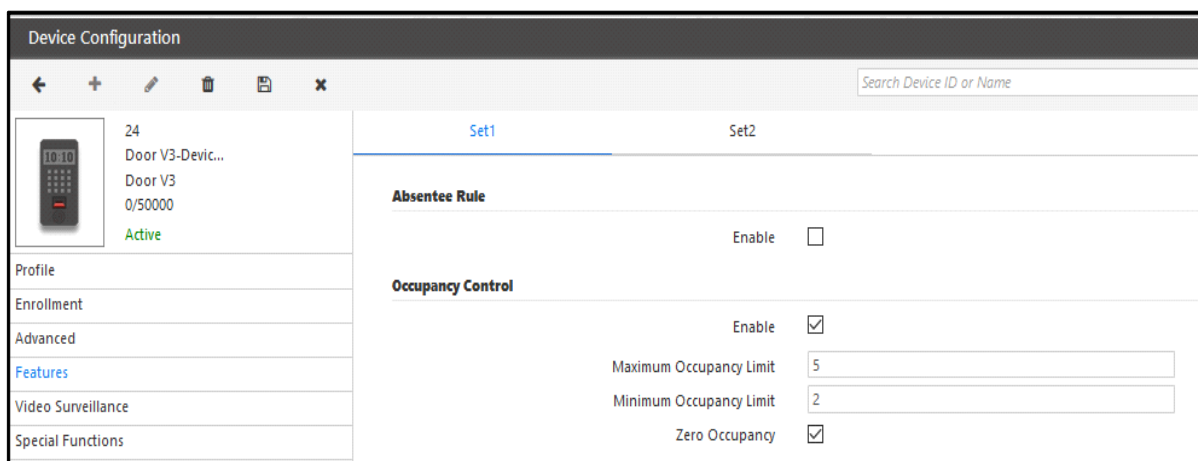 Device Configuration
Search Device ID or Name
24
Door V3-Devic...
Door V3
0/50000
Active
Profile
Enrollment
Advanced
Features
Video Surveillance
Special Functions
Set1 Set2
Absentee Rule
Enable
Occupancy Control
Enable
Maximum Occupancy Limit 5
Minimum Occupancy Limit 2
Zero Occupancy
10:10